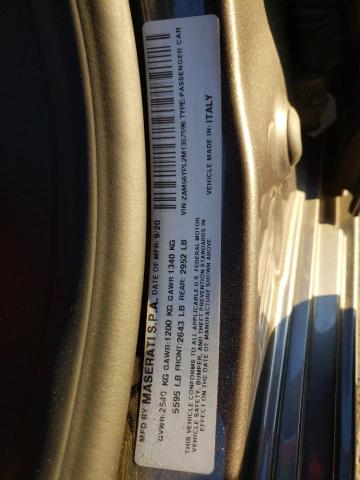 MFD BY MASERATI S.P.A. DATE OF MFR: 9/20
GVWR:2540 KG GAWR:1200 KG GAWR 1340 KG
5595 LB FRONT:2643 LB REAR: 2952 LB
THIS VEHICLE CONFORMS TO ALL APPLICABLE U.S. FEDERAL MOTOR
VEHICLE SAFETY, BUMPER, AND THEFT PREVENTION STANDARDS IN
EFFECT ON THE DATE OF MANUFACTURE SHOWN ABOVE
VIN:ZAM56YPL2M1357596 TYPE:PASSENGER CAR
MADE IN: ITALY